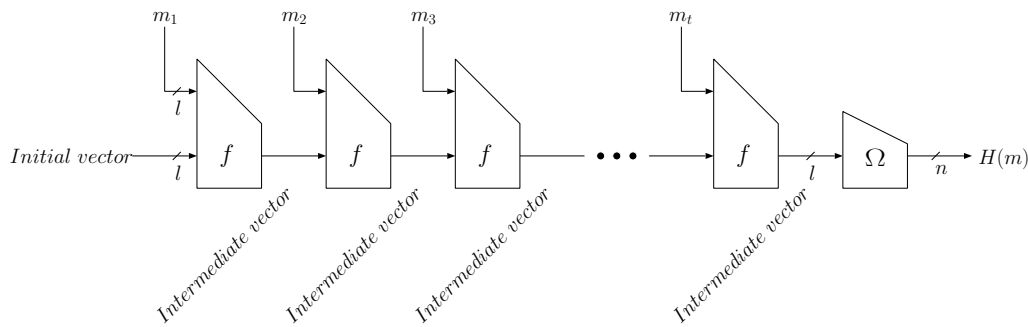 m₁
m₂
m₃
mₜ
l
Initial vector
l
f
f
f
•••
f
l
Ω
n
H(m)
Intermediate vector
Intermediate vector
Intermediate vector
Intermediate vector